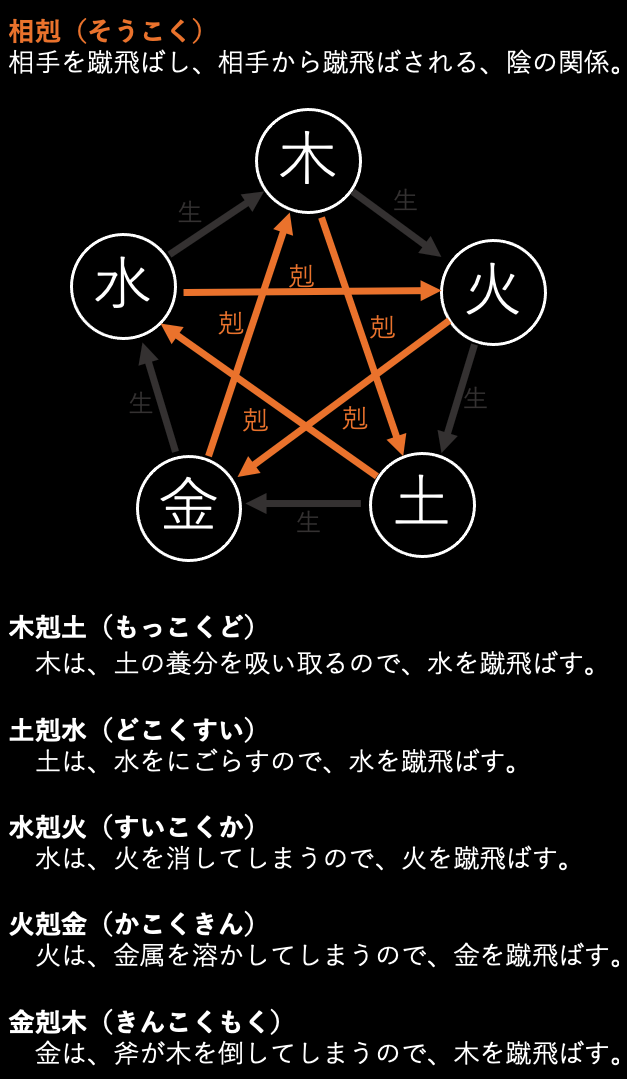 相剋（そうこく）
相手を蹴飛ばし、相手から蹴飛ばされる、陰の関係。
木
生
生
水
剋
火
剋
剋
生
生
剋
剋
金
土
生
木剋土（もっこくど）
木は、土の養分を吸い取るので、水を蹴飛ばす。
土剋水（どこくすい）
土は、水をにごらすので、水を蹴飛ばす。
水剋火（すいこくか）
水は、火を消してしまうので、火を蹴飛ばす。
火剋金（かこくきん）
火は、金属を溶かしてしまうので、金を蹴飛ばす。
金剋木（きんこくもく）
金は、斧が木を倒してしまうので、木を蹴飛ばす。